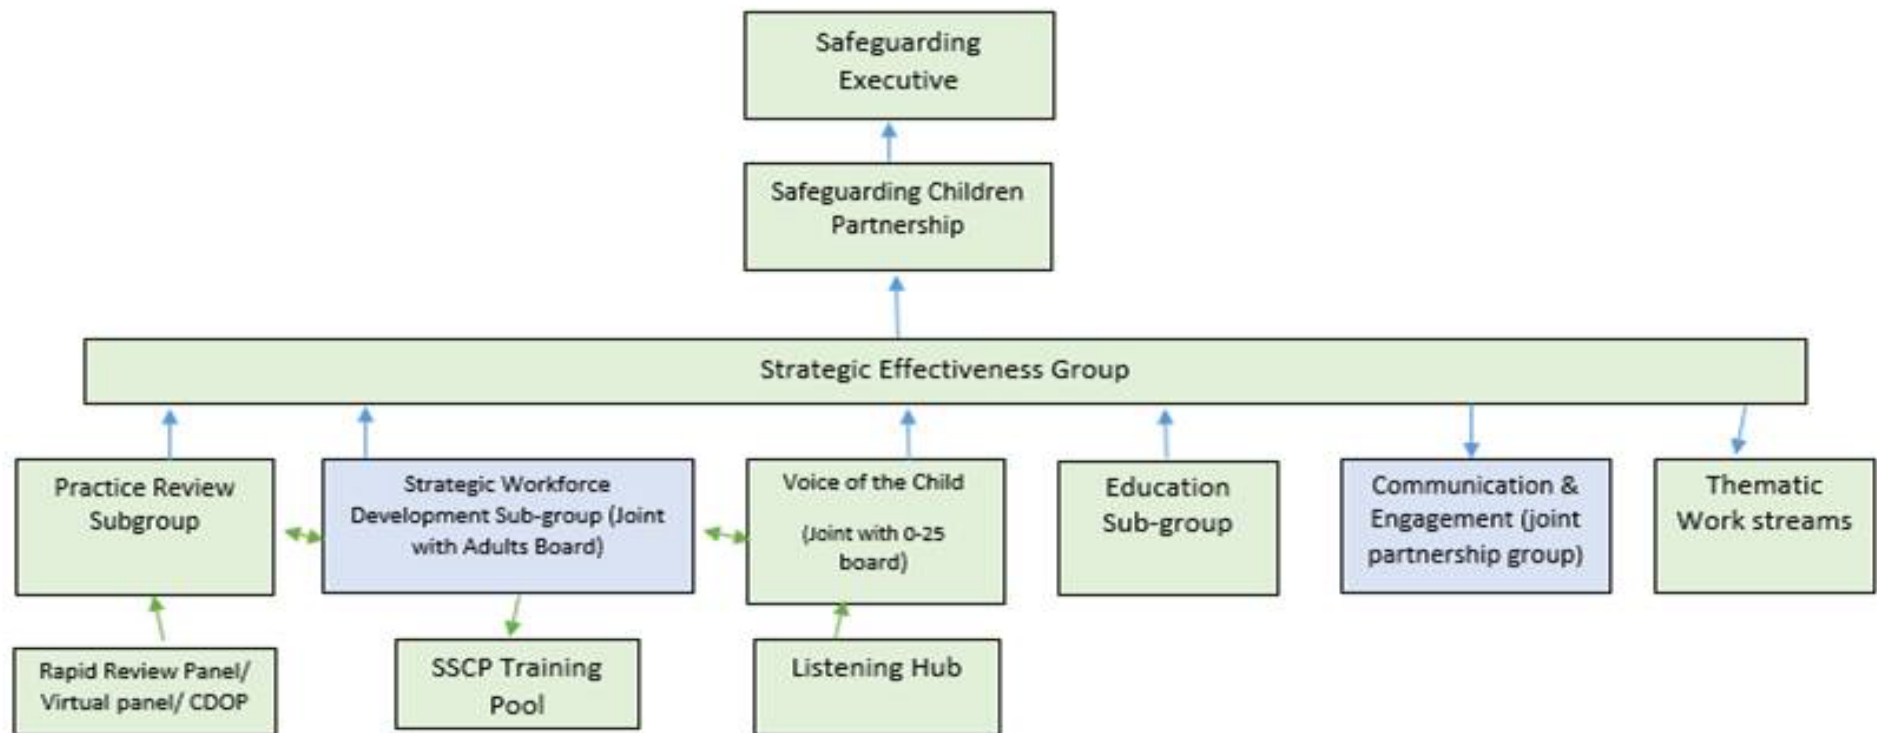 Safeguarding
Executive
Safeguarding Children
Partnership
Strategic Effectiveness Group
Practice Review
Subgroup
Strategic Workforce
Development Sub-group (Joint
with Adults Board)
Voice of the Child
(Joint with 0-25
board)
Education
Sub-group
Communication &
Engagement (joint
partnership group)
Thematic
Work streams
Rapid Review Panel/
Virtual panel/ CDOP
SSCP Training
Pool
Listening Hub